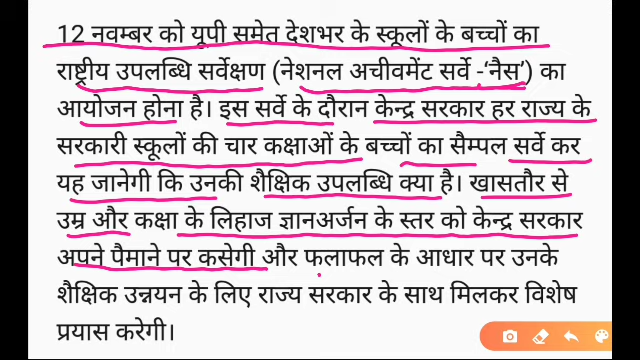 12 नवम्बर को यूपी समेत देशभर के स्कूलों के बच्चों का
राष्ट्रीय उपलब्धि सर्वेक्षण (नेशनल अचीवमेंट सर्वे -‘नैस’) का
आयोजन होना है। इस सर्वे के दौरान केन्द्र सरकार हर राज्य के
सरकारी स्कूलों की चार कक्षाओं के बच्चों का सैम्पल सर्वे कर
यह जानेगी कि उनकी शैक्षिक उपलब्धि क्या है। खासतौर से
उम्र और कक्षा के लिहाज ज्ञानअर्जन के स्तर को केन्द्र सरकार
अपने पैमाने पर कसेगी और फलाफल के आधार पर उनके
शैक्षिक उन्नयन के लिए राज्य सरकार के साथ मिलकर विशेष
प्रयास करेगी।